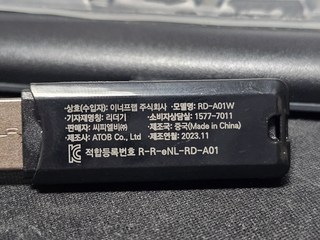 ·상호(수입자): 이너프랩 주식회사 ·모델명: RD-A01W
·기자재명칭: 리더기 ·소비자상담실: 1577-7011
·판매자: 씨피엘비㈜ ·제조국: 중국(Made in China)
·제조사: ATOB Co., Ltd ·제조연월: 2023.11
적합등록번호 R-R-eNL-RD-A01